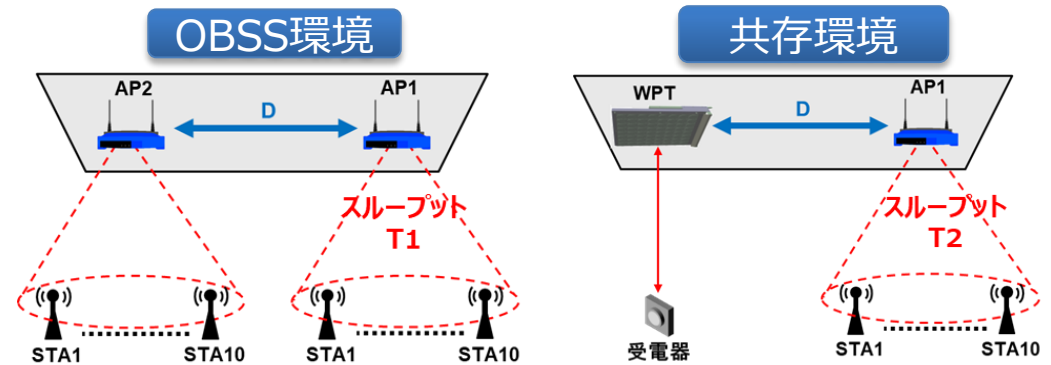 OBSS環境
共存環境
AP2
AP1
D
WPT
AP1
D
スループット
T1
スループット
T2
STA1
STA10
STA1
STA10
受電器
STA1
STA10